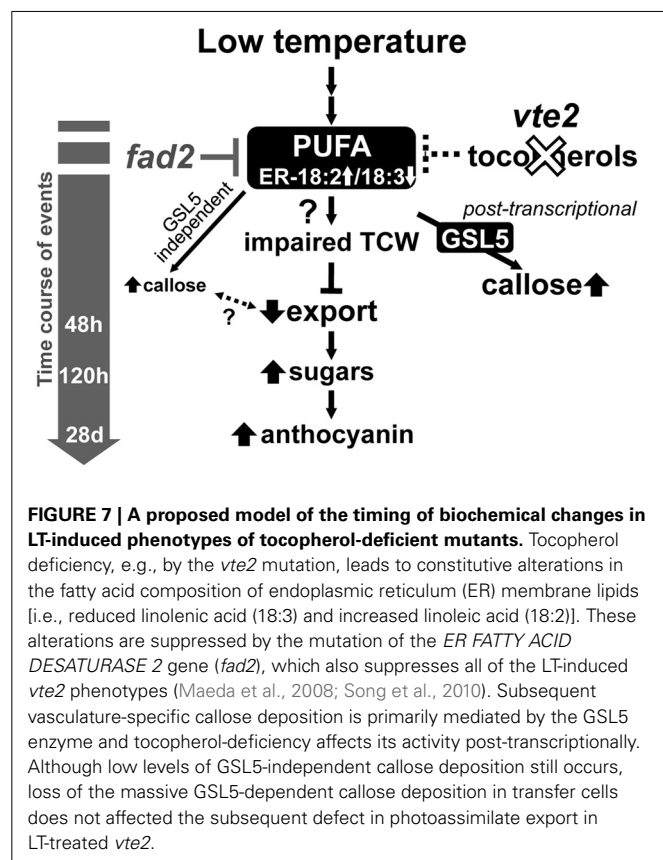 Low temperature
Time course of events
48h
120h
28d
fad2
PUFA
ER-18:2⬆/18:3⬇
vte2
tocoXerols
GSL5
independent
?
impaired TCW
post-transcriptional
GSL5
callose⬆
⬆callose
?
⬇export
⬆sugars
⬆anthocyanin
FIGURE 7 | A proposed model of the timing of biochemical changes in
LT-induced phenotypes of tocopherol-deficient mutants. Tocopherol
deficiency, e.g., by the vte2 mutation, leads to constitutive alterations in
the fatty acid composition of endoplasmic reticulum (ER) membrane lipids
[i.e., reduced linolenic acid (18:3) and increased linoleic acid (18:2)]. These
alterations are suppressed by the mutation of the ER FATTY ACID
DESATURASE 2 gene (fad2), which also suppresses all of the LT-induced
vte2 phenotypes (Maeda et al., 2008; Song et al., 2010). Subsequent
vasculature-specific callose deposition is primarily mediated by the GSL5
enzyme and tocopherol-deficiency affects its activity post-transcriptionally.
Although low levels of GSL5-independent callose deposition still occurs,
loss of the massive GSL5-dependent callose deposition in transfer cells
does not affected the subsequent defect in photoassimilate export in
LT-treated vte2.